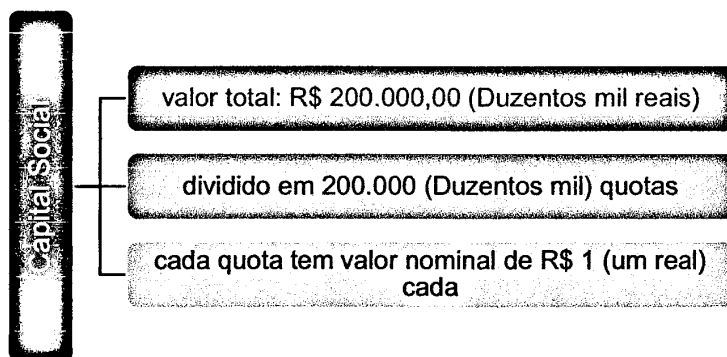 Capital Social
valor total: R$ 200.000,00 (Duzentos mil reais)
dividido em 200.000 (Duzentos mil) quotas
cada quota tem valor nominal de R$ 1 (um real)
cada